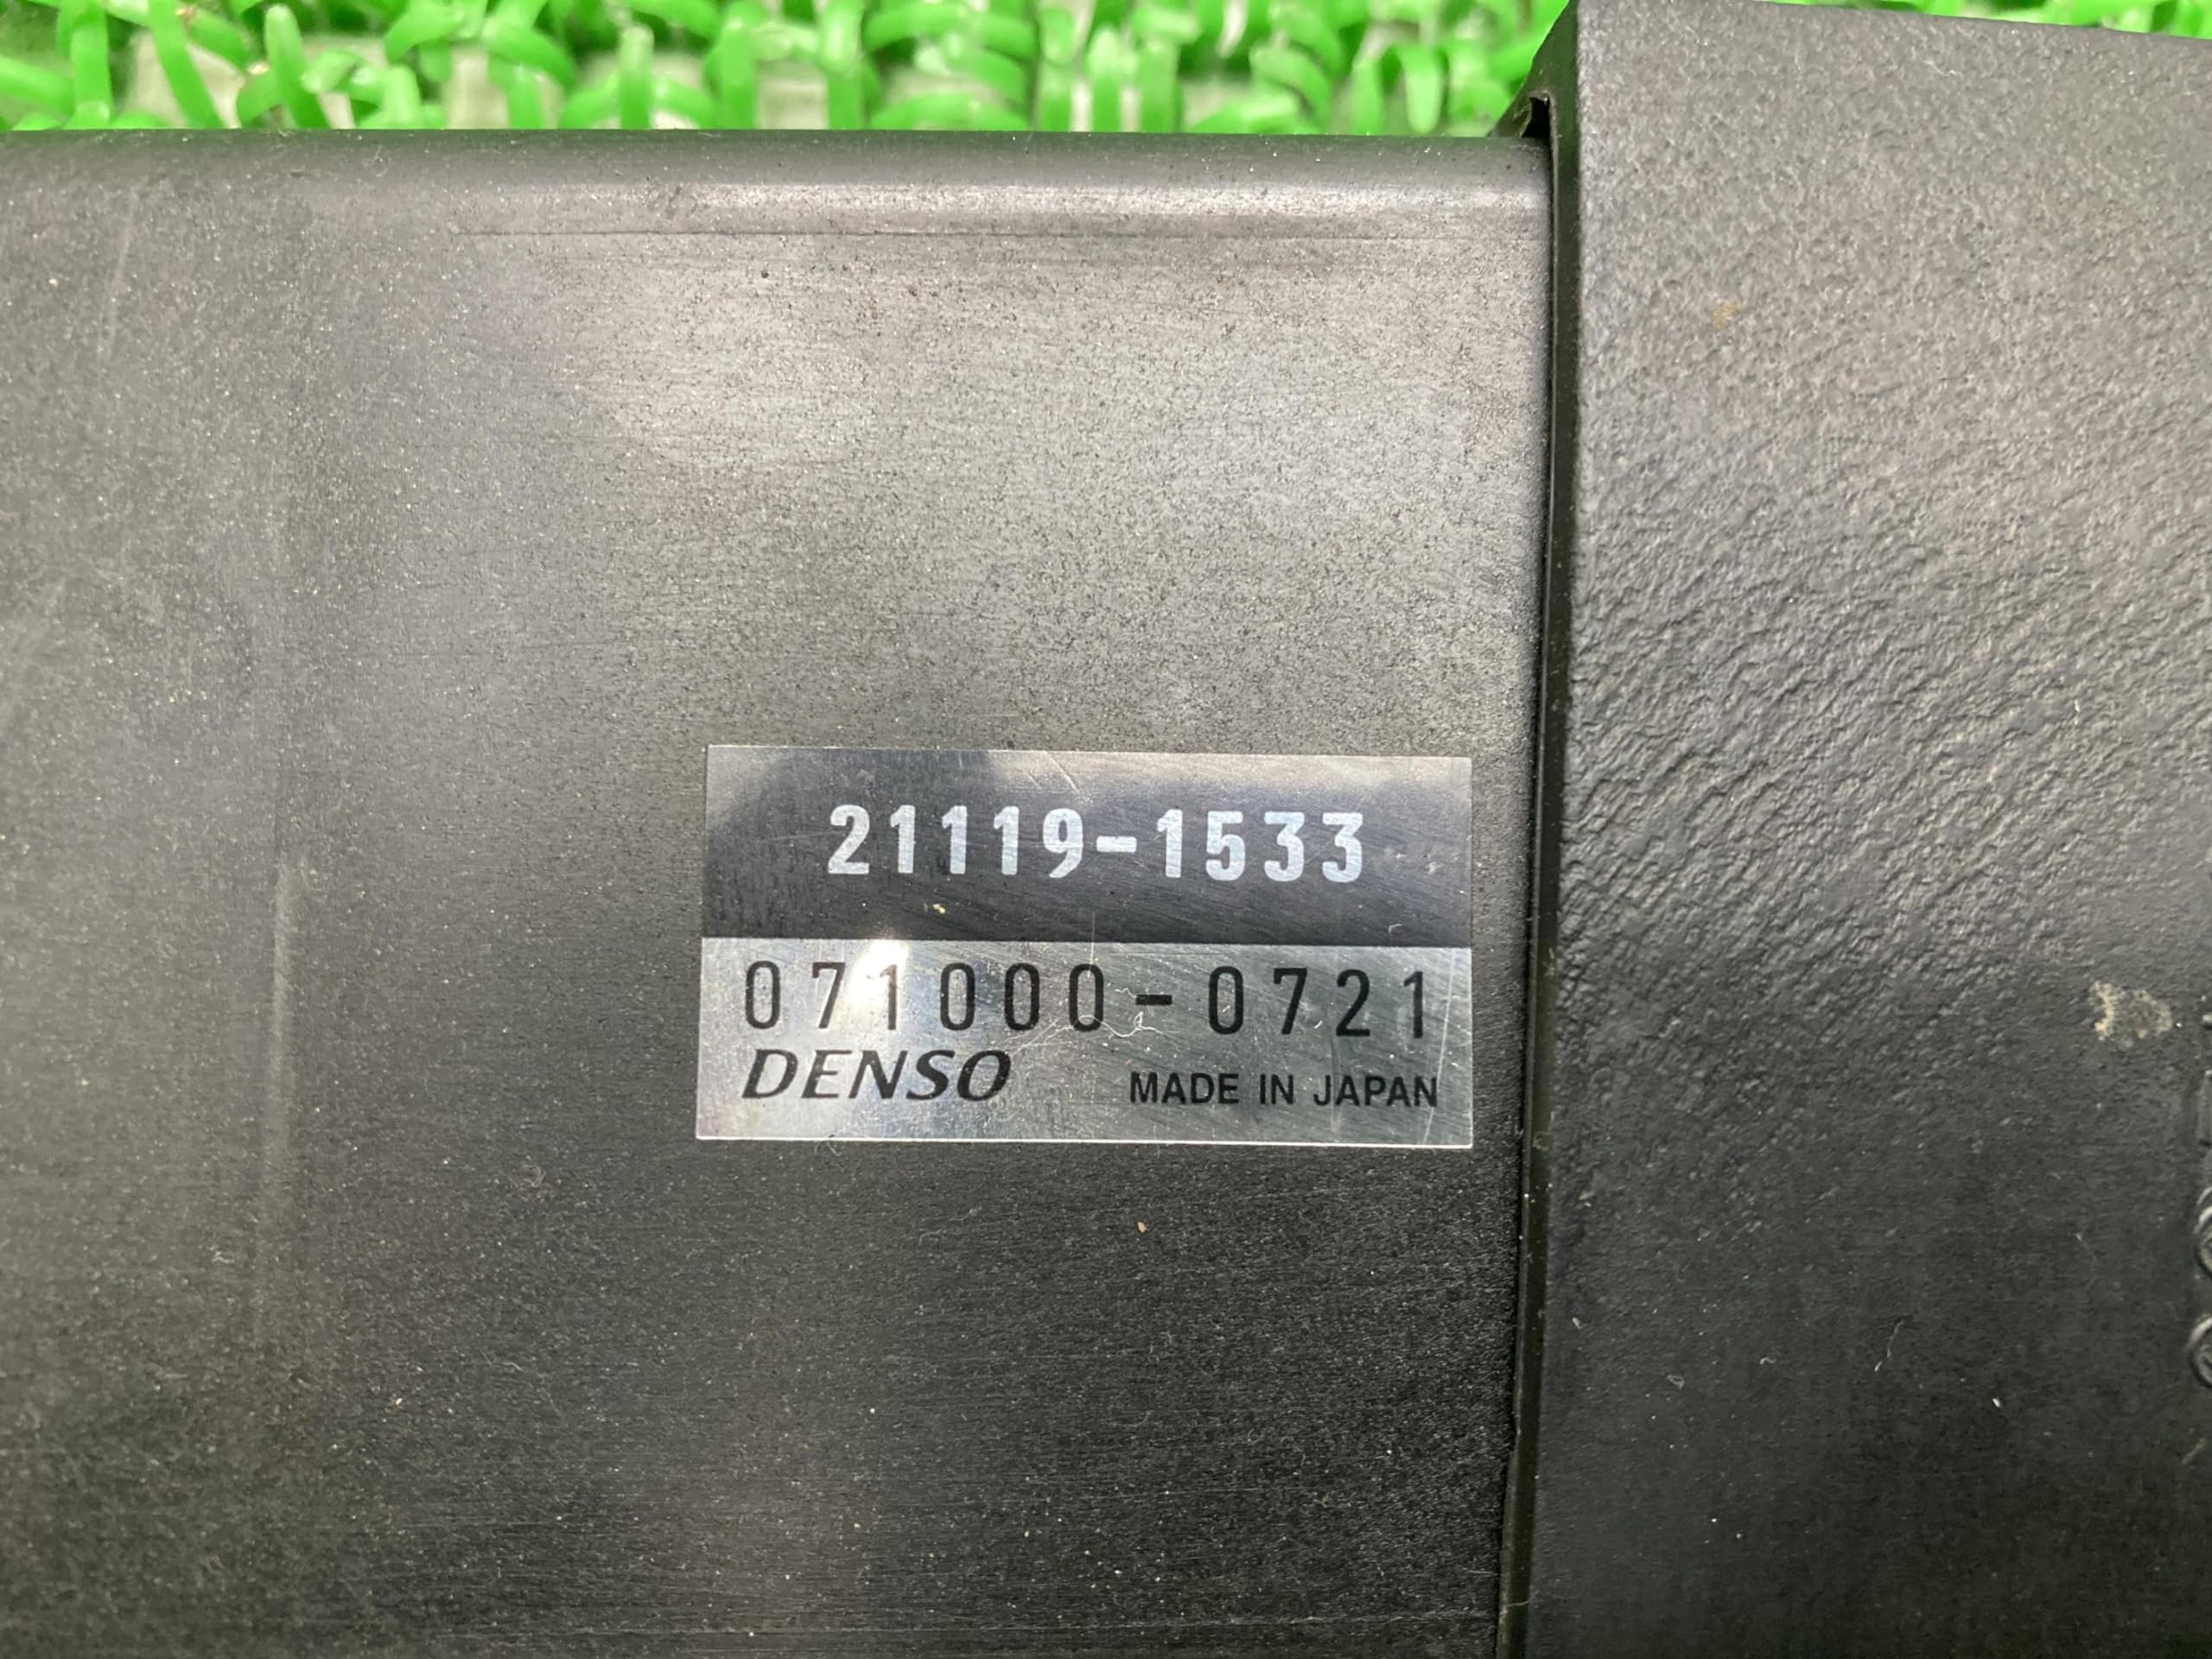 21119-1533
071000-0721
DENSO MADE IN JAPAN